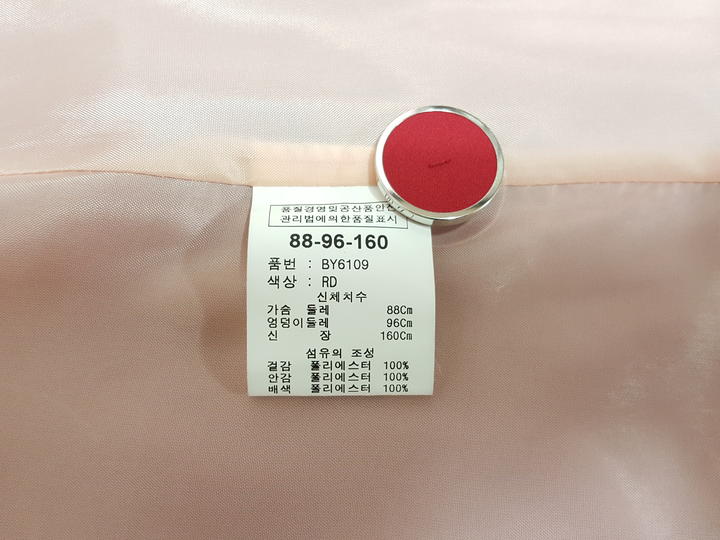 품질경영및공산품안전
관리법에의한품질표시
88-96-160
품번 : BY6109
색상 : RD
신체치수
가슴 둘레 88Cm
엉덩이둘레 96Cm
신 장 160Cm
섬유의 조성
겉감 폴리에스터 100%
안감 폴리에스터 100%
배색 폴리에스터 100%